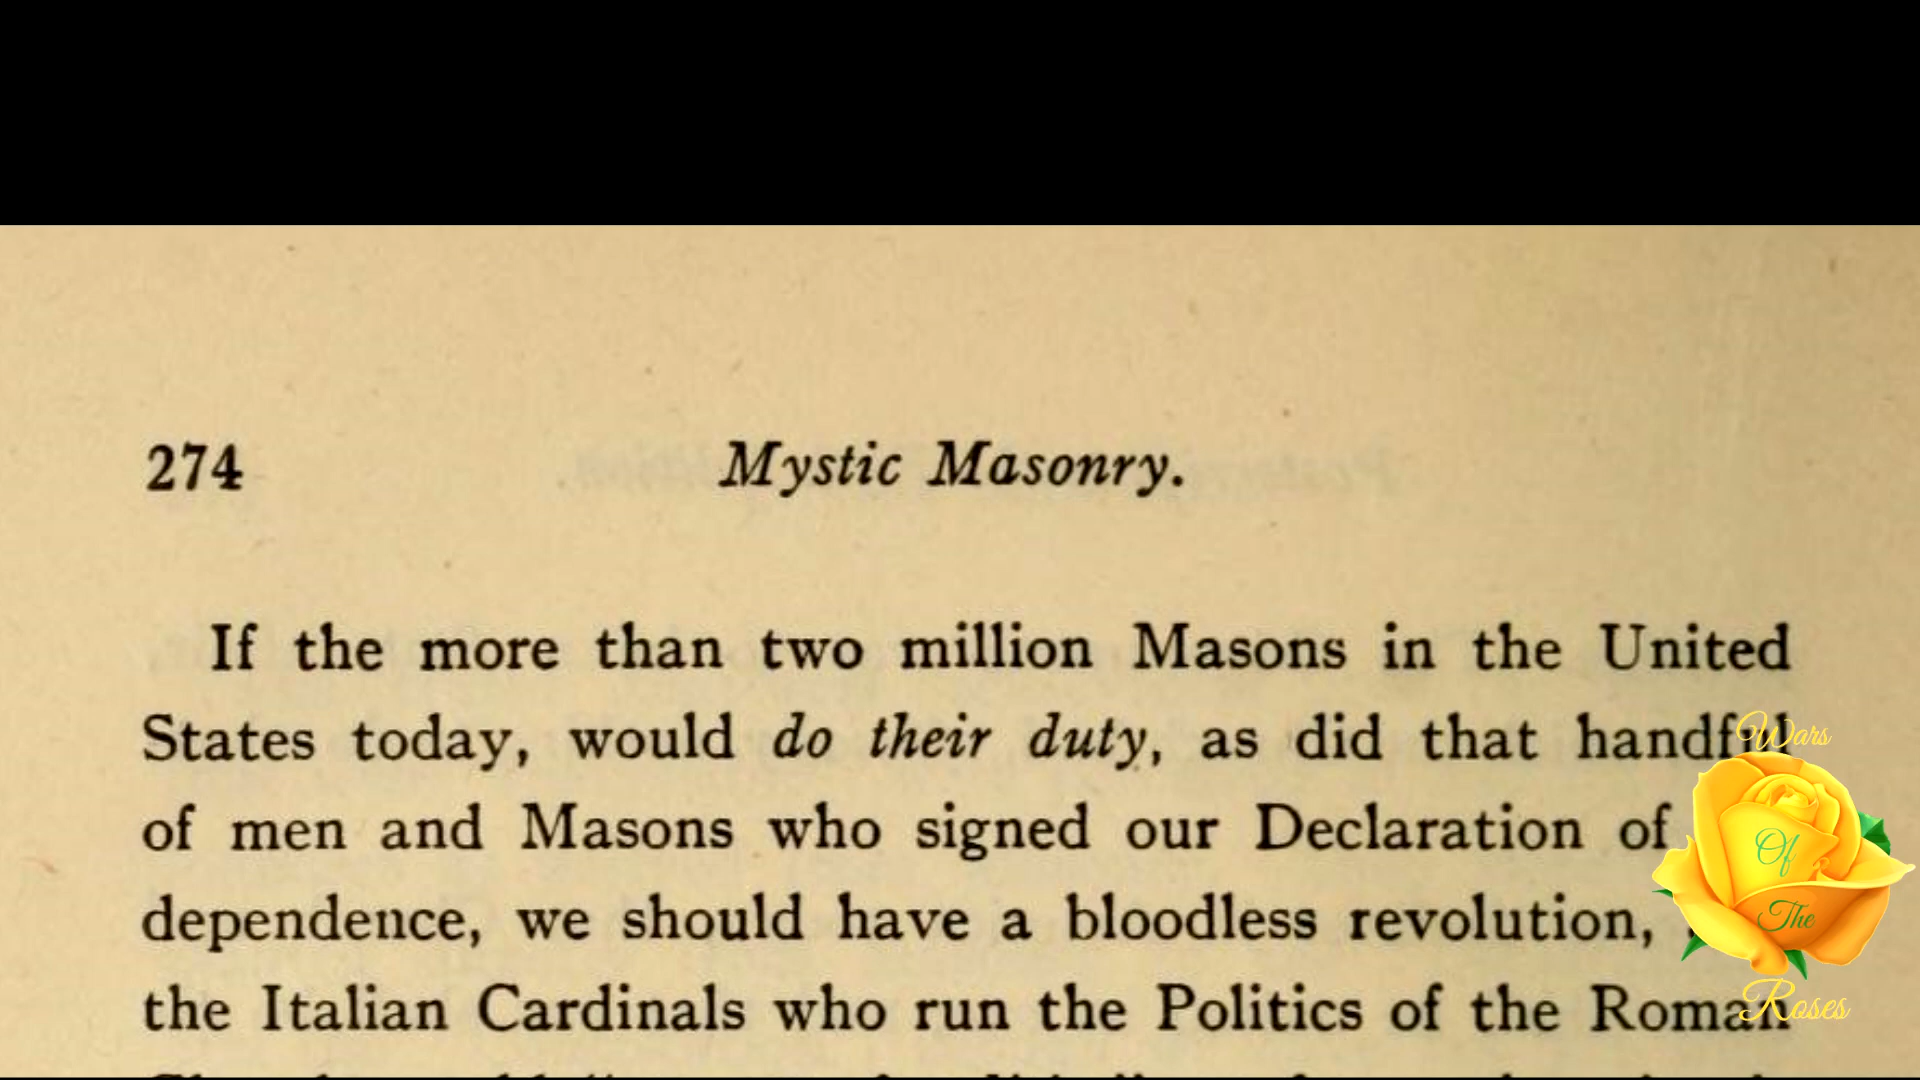 274 Mystic Masonry.
If the more than two million Masons in the United
States today, would do their duty, as did that handful
of men and Masons who signed our Declaration of
dependence, we should have a bloodless revolution,
the Italian Cardinals who run the Politics of the Roman
Wars
Of
The
Roses